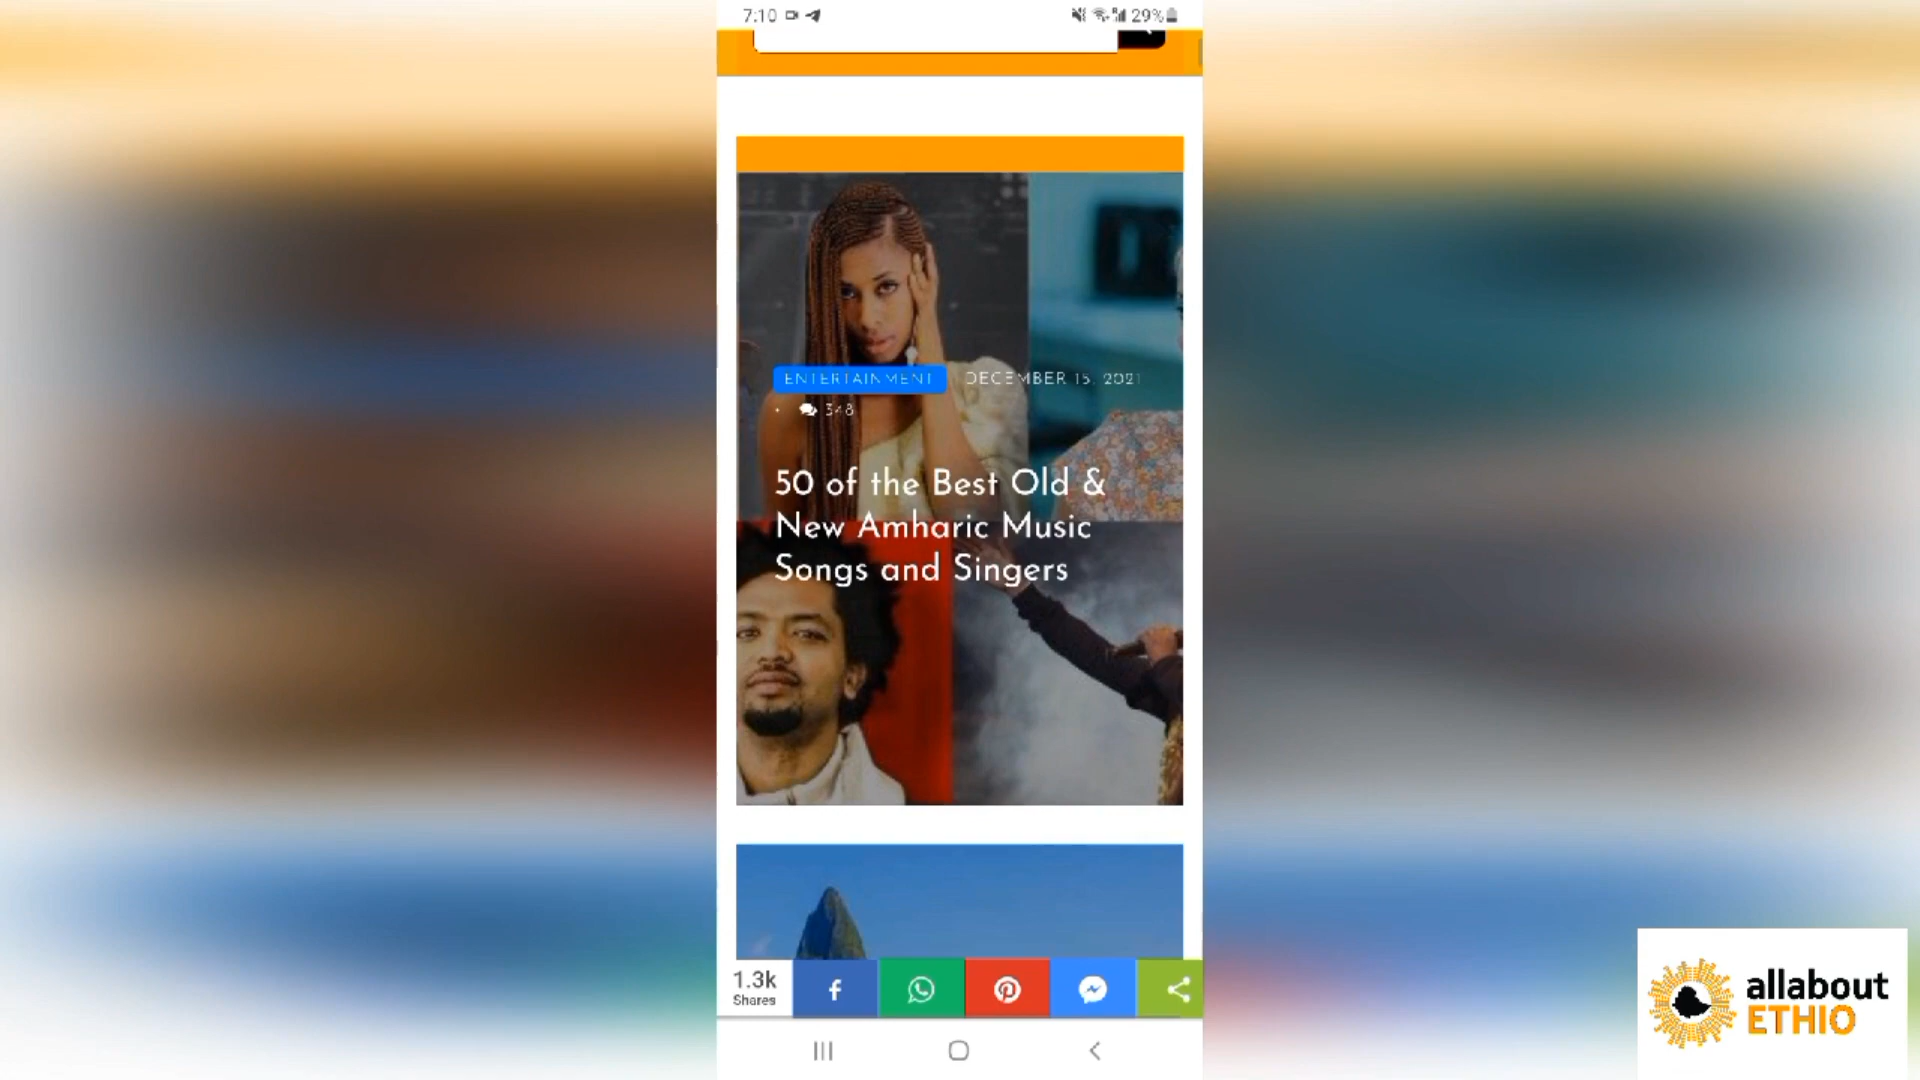 7:10
29%
ENTERTAINMENT DECEMBER 15, 2021
348
50 of the Best Old &
New Amharic Music
Songs and Singers
1.3k
Shares
allabout
ETHIO